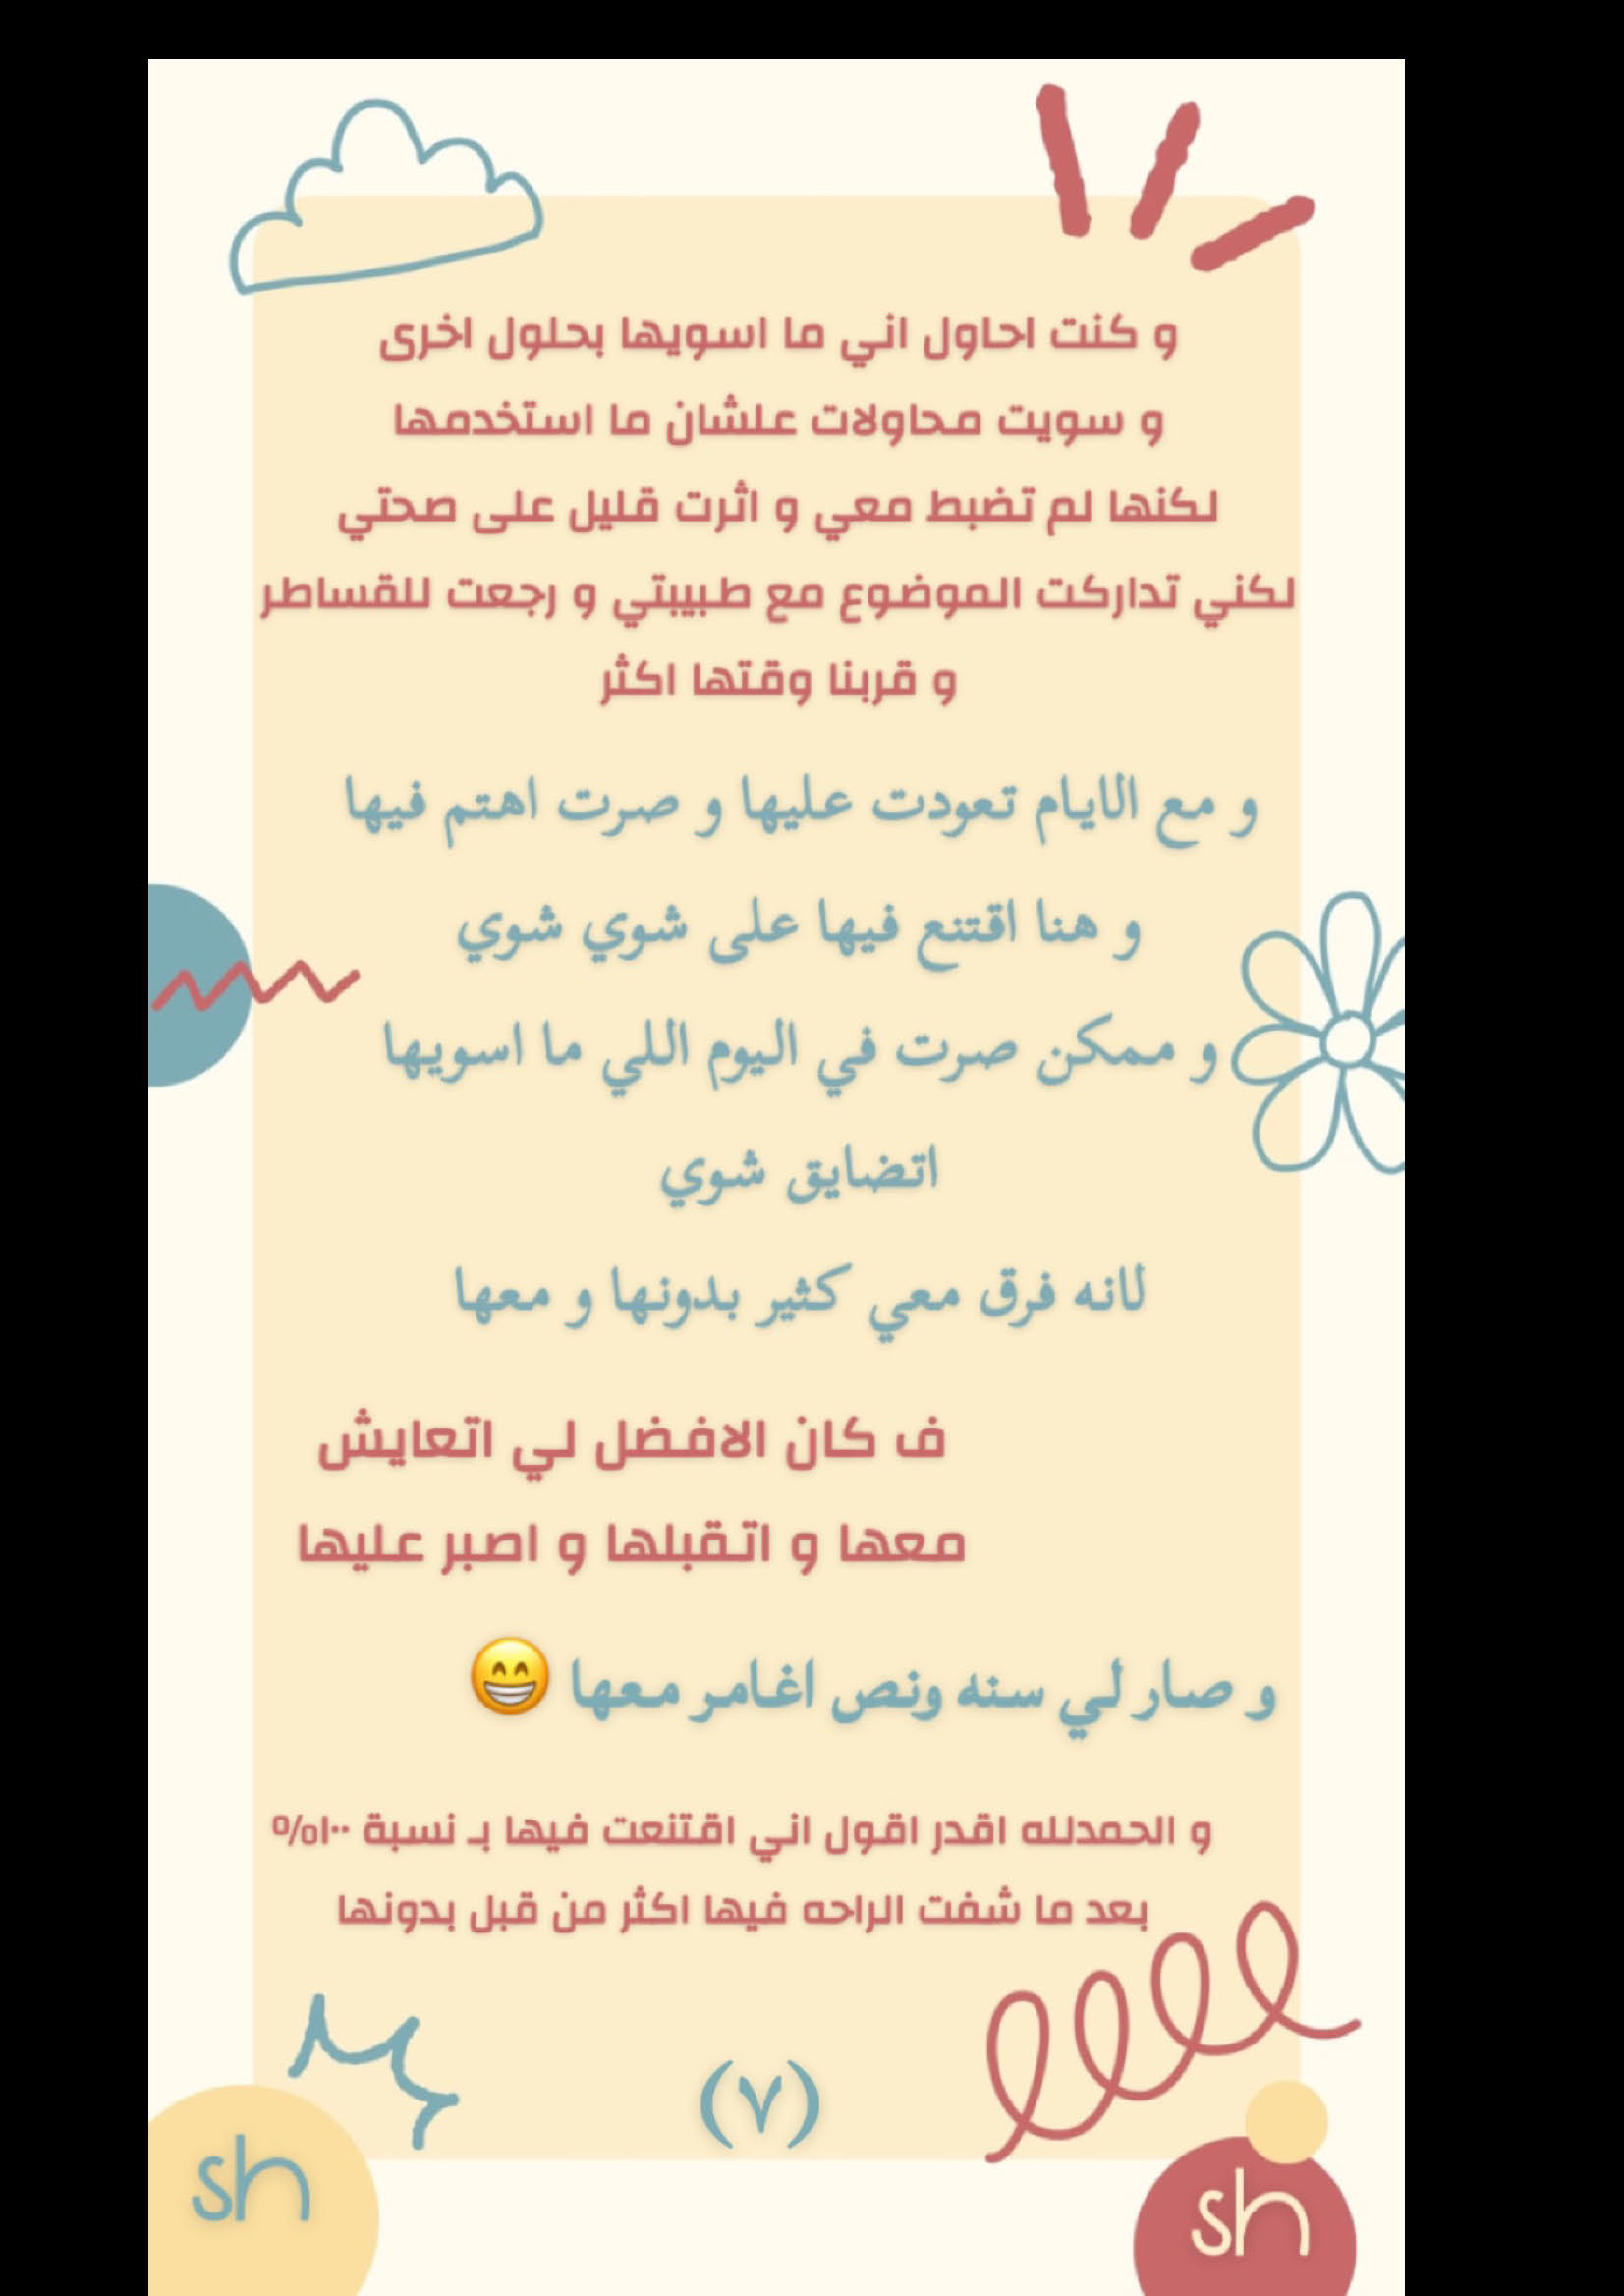 و كنت احاول اني ما اسويها بحلول اخرى
و سويت محاولات علشان ما استخدمها
لكنها لم تضبط معي و اثرت قليل على صحتي
لكني تداركت الموضوع مع طبيبتي و رجعت للقساطر
و قربنا وقتها اكثر
و مع الايام تعودت عليها و صرت اهتم فيها
و هنا اقتنع فيها على شوي شوي
و ممكن صرت في اليوم اللي ما اسويها
اتضايق شوي
لانه فرق معي كثير بدونها و معها
ف كان الافضل لي اتعايش
معها و اتقبلها و اصبر عليها
و صار لي سنه ونص اغامر معها 😁
و الحمدلله اقدر اقول اني اقتنعت فيها بـ نسبة ١٠٠%
بعد ما شفت الراحه فيها اكثر من قبل بدونها
(٧)
sh
sh